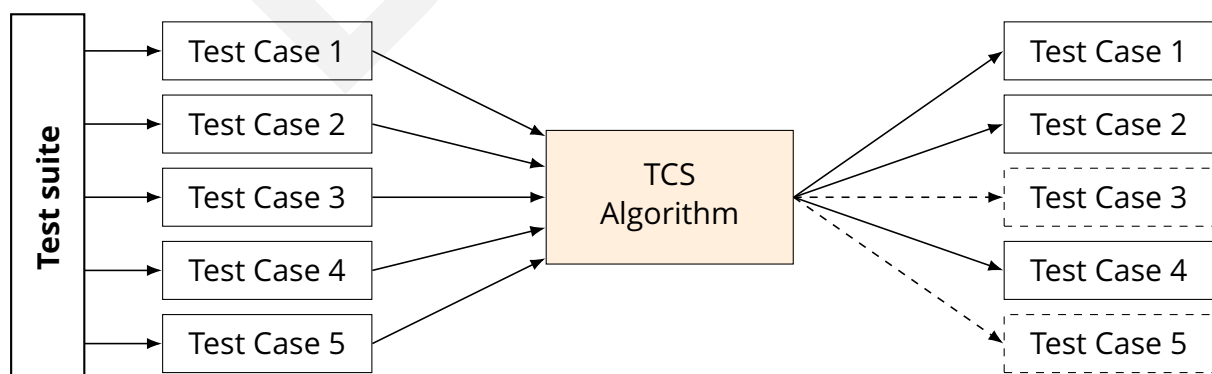 Test suite
Test Case 1
Test Case 2
Test Case 3
Test Case 4
Test Case 5
TCS
Algorithm
Test Case 1
Test Case 2
Test Case 3
Test Case 4
Test Case 5